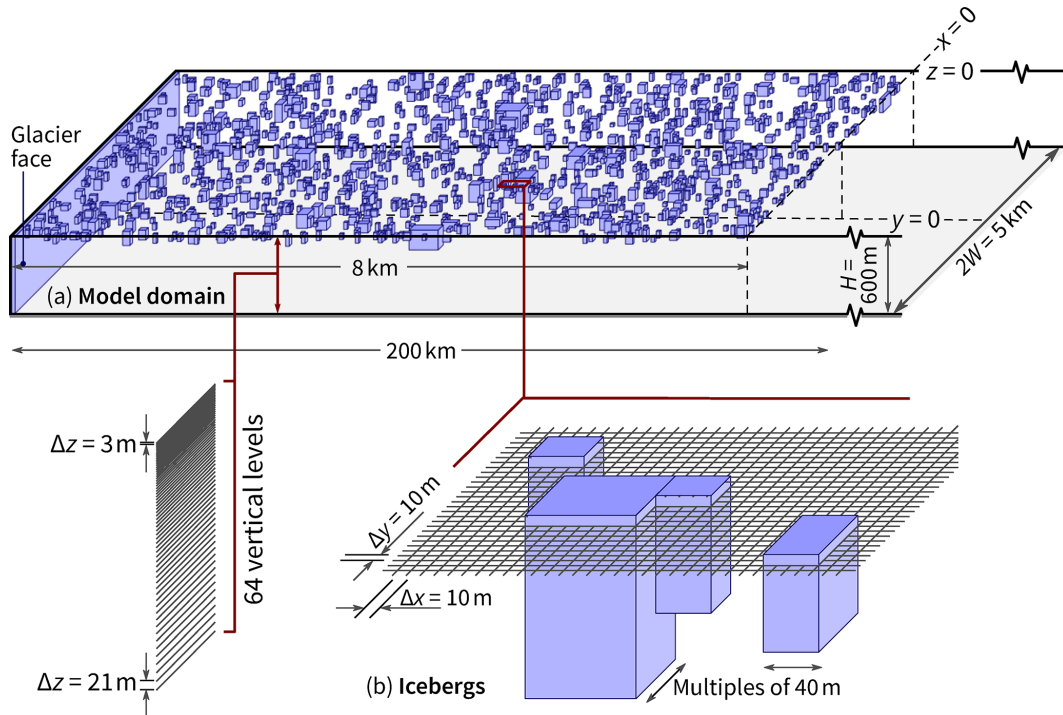 -x = 0
z = 0
Glacier
face
y = 0
2W = 5 km
H =
600 m
8 km
(a) Model domain
200 km
Δz = 3 m
64 vertical levels
Δz = 21 m
Δy = 10 m
Δx = 10 m
(b) Icebergs
Multiples of 40 m